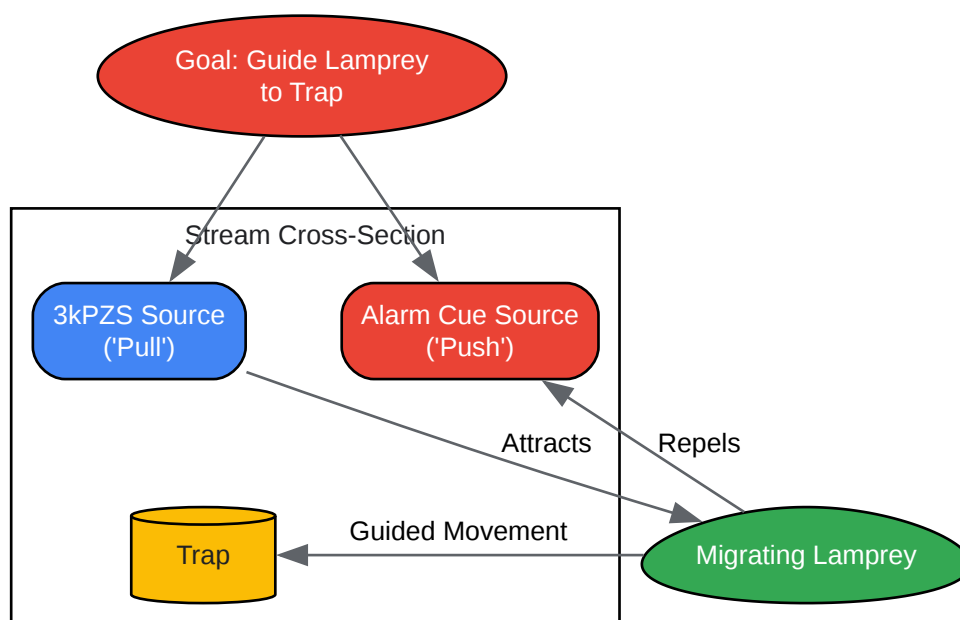 Goal: Guide Lamprey
to Trap
Stream Cross-Section
3kPZS Source
('Pull')
Alarm Cue Source
('Push')
Attracts
Repels
Guided Movement
Trap
Migrating Lamprey